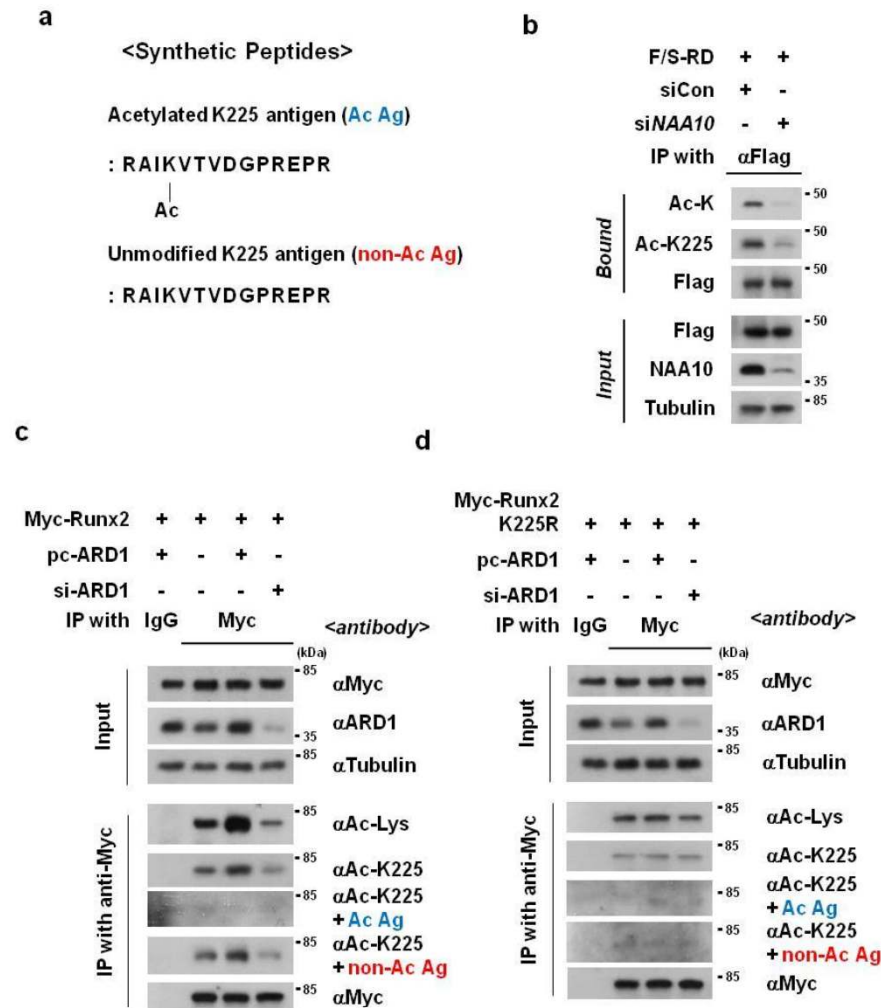 a
<Synthetic Peptides>
Acetylated K225 antigen (Ac Ag)
: RAIKVTVDGPREPR
Ac
Unmodified K225 antigen (non-Ac Ag)
: RAIKVTVDGPREPR
b
F/S-RD + +
siCon + -
siNAA10 - +
IP with αFlag
Bound
Ac-K - 50
Ac-K225 - 50
Flag - 50
Input
Flag - 50
NAA10 - 35
Tubulin - 85
c
Myc-Runx2 + + + +
pc-ARD1 + - + -
si-ARD1 - - - +
IP with IgG Myc <antibody>
(kDa)
Input
- 85 αMyc
- 35 αARD1
- 85 αTubulin
IP with anti-Myc
- 85 αAc-Lys
- 85 αAc-K225
- 85 αAc-K225
+ Ac Ag
- 85 αAc-K225
+ non-Ac Ag
- 85 αMyc
d
Myc-Runx2
K225R + + + +
pc-ARD1 + - + -
si-ARD1 - - - +
IP with IgG Myc <antibody>
(kDa)
Input
- 85 αMyc
- 35 αARD1
- 85 αTubulin
IP with anti-Myc
- 85 αAc-Lys
- 85 αAc-K225
- 85 αAc-K225
+ Ac Ag
- 85 αAc-K225
+ non-Ac Ag
- 85 αMyc